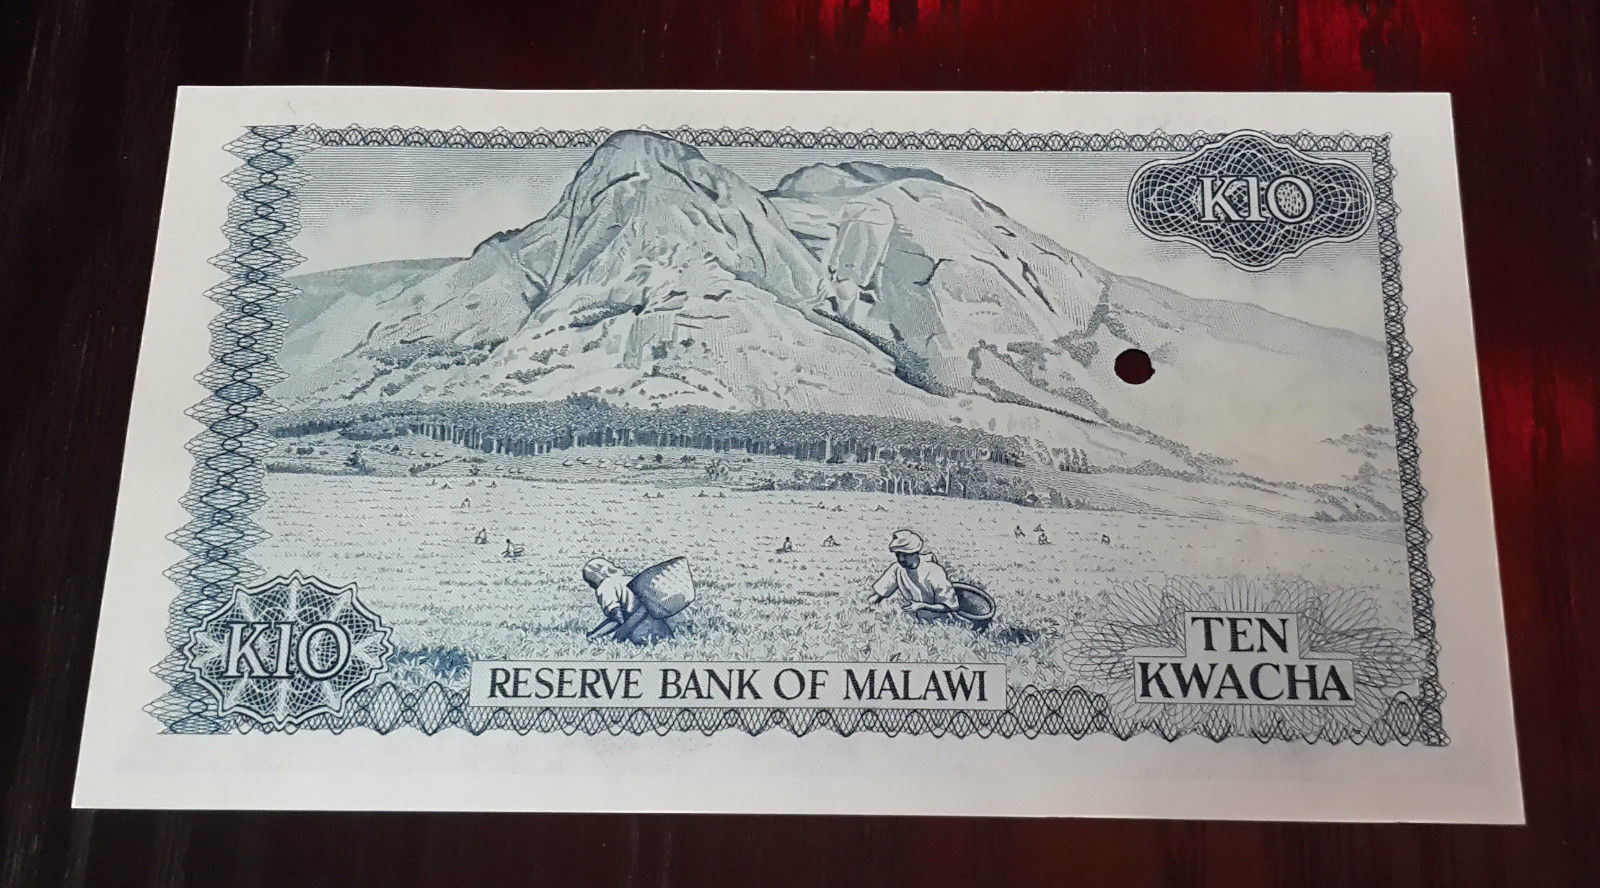 K10
K10
RESERVE BANK OF MALAŴI
TEN
KWACHA